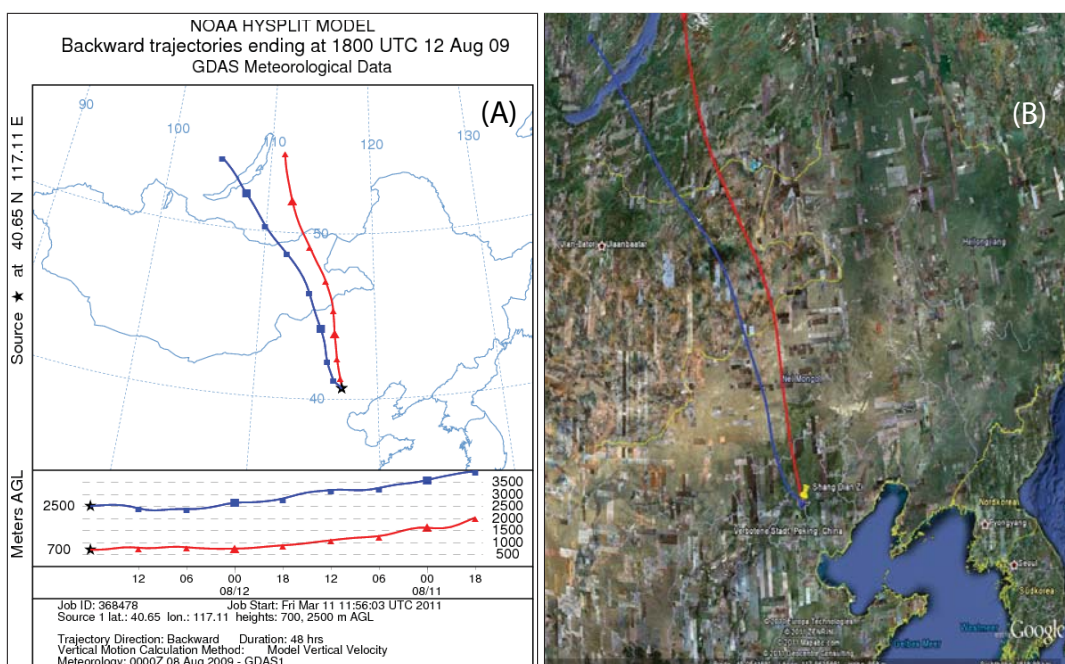 NOAA HYSPLIT MODEL
Backward trajectories ending at 1800 UTC 12 Aug 09
GDAS Meteorological Data
Source ★ at 40.65 N 117.11 E
(A)
90
100
110
120
130
50
40
Meters AGL
2500
700
3500
3000
2500
2000
1500
1000
500
12 06 00 18 12 06 00 18
08/12 08/11
Job ID: 368478 Job Start: Fri Mar 11 11:56:03 UTC 2011
Source 1 lat.: 40.65 lon.: 117.11 heights: 700, 2500 m AGL
Trajectory Direction: Backward Duration: 48 hrs
Vertical Motion Calculation Method: Model Vertical Velocity
Meteorology: 0000Z 08 Aug 2009 - GDAS1
(B)
(Ulan-Bator) Ulaanbaatar
Heilongjiang
Nei Mongol
Shang Dian Zi
Verbotene Stadt, Peking, China
Nordkorea
Pyongyang
Seoul
Südkorea
Westmeer
Gelbes Meer
© 2011 Europa Technologies
© 2011 ZENRIN
© 2011 Mapabc.com
© 2011 Geocentre Consulting
Google